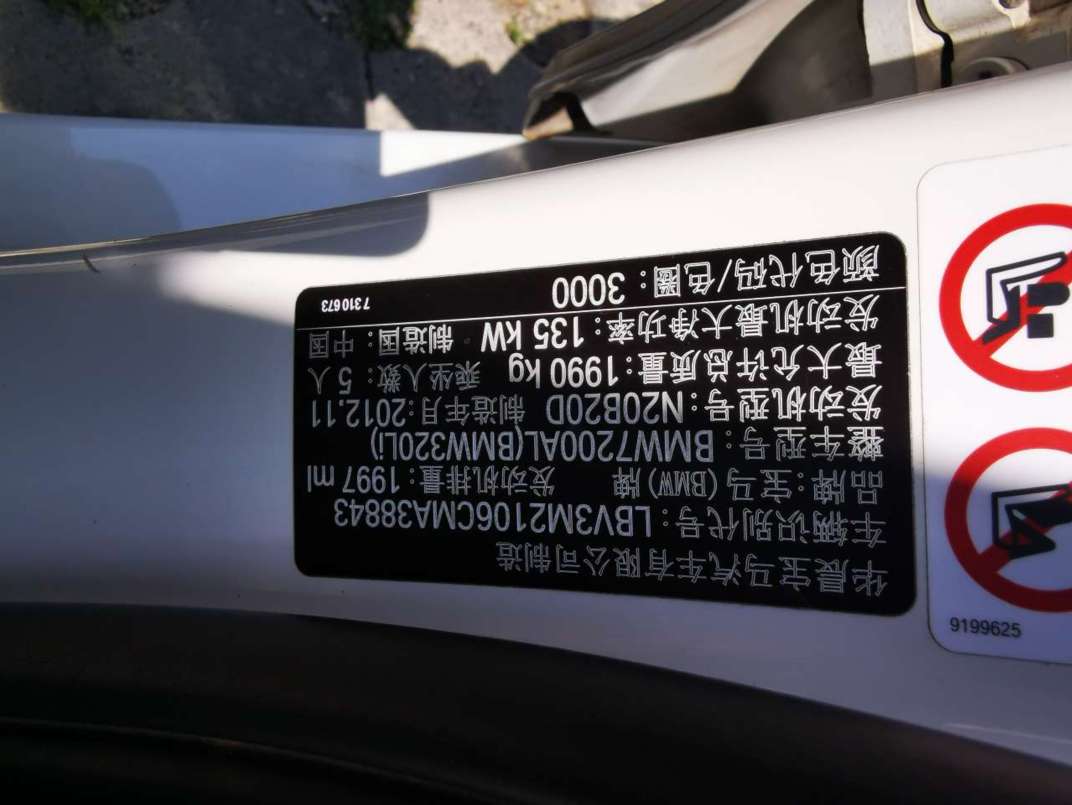 华晨宝马汽车有限公司制造
车辆识别代号：LBV3M2106CMA38843
品牌：宝马（BMW）牌 发动机排量：1997 ml
整车型号：BMW7200AL(BMW320Li)
发动机型号：N20B20D 制造年月：2012.11
最大允许总质量：1990 kg 乘坐人数：5 人
发动机最大净功率：135 kW 制造国：中国
颜色代码/色圈：3000
7 310 673
9199625